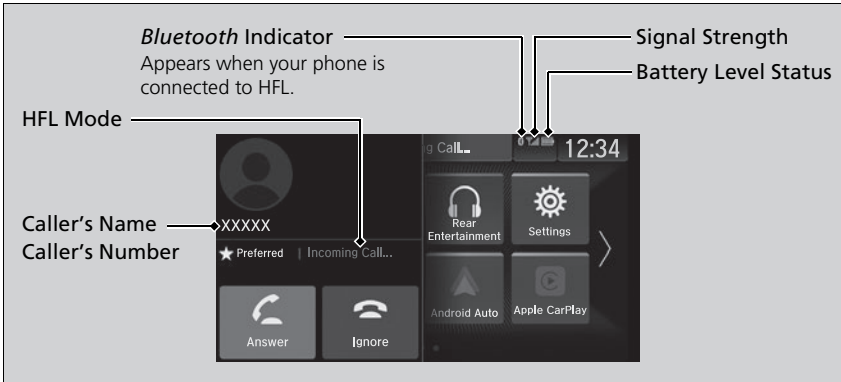 Bluetooth Indicator
Appears when your phone is
connected to HFL.
Signal Strength
Battery Level Status
HFL Mode
Caller's Name
Caller's Number
g Call...
12:34
XXXXX
Preferred | Incoming Call...
Answer
Ignore
Rear
Entertainment
Settings
Android Auto
Apple CarPlay